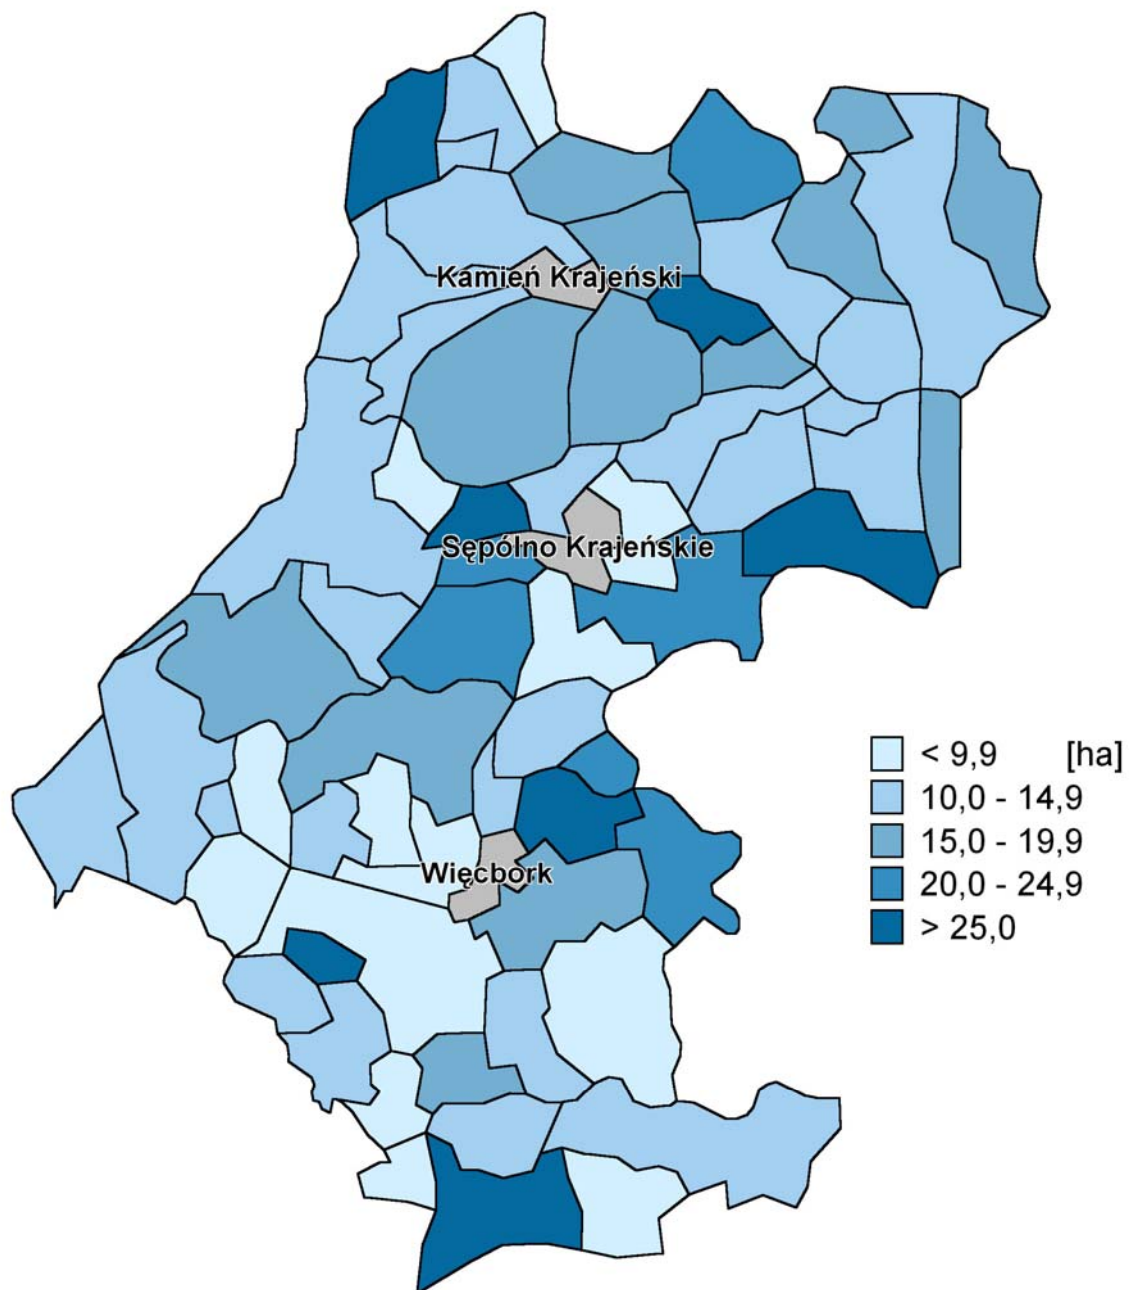 Kamień Krajeński
Sępólno Krajeńskie
< 9,9 [ha]
10,0 - 14,9
15,0 - 19,9
20,0 - 24,9
> 25,0
Więcbork